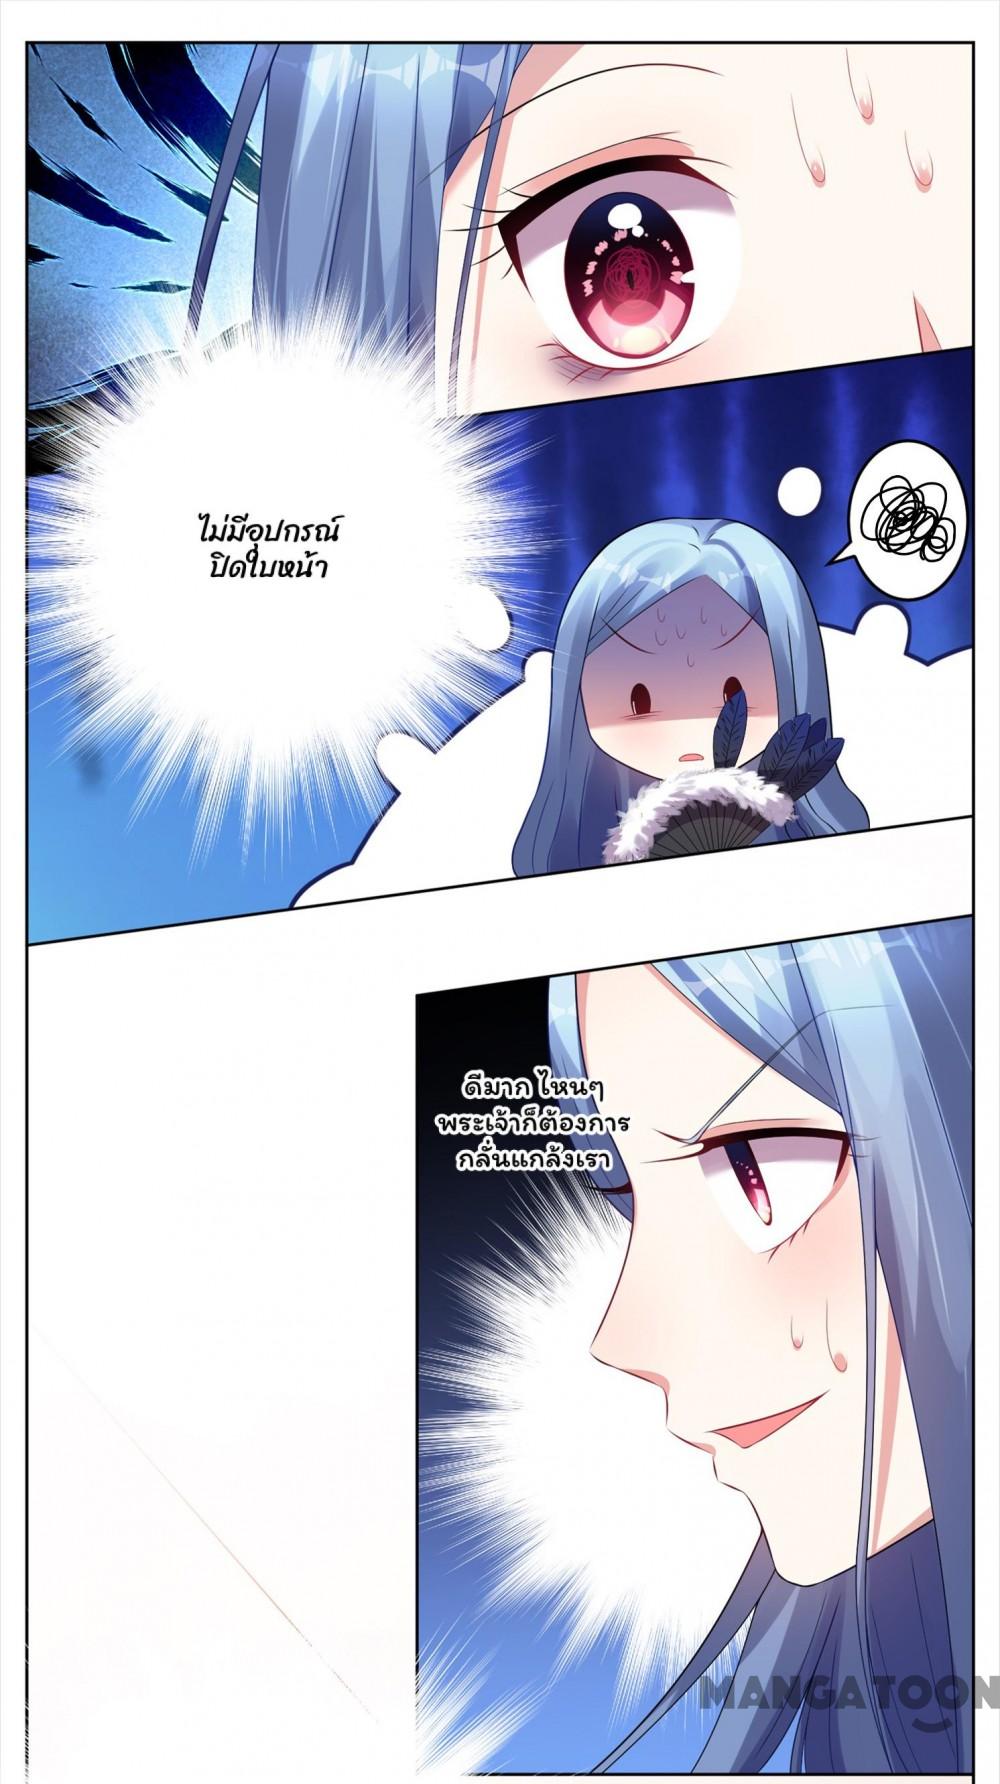 ไม่มีอุปกรณ์
ปิดใบหน้า
ดีมาก ไหนๆ
พระเจ้าก็ต้องการ
กลั่นแกล้งเรา
MANGATOON